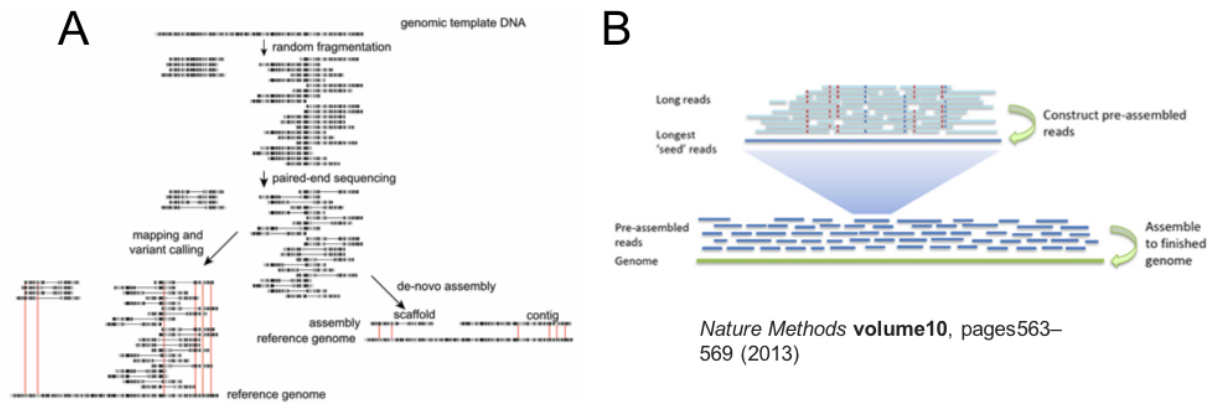 A
genomic template DNA
random fragmentation
paired-end sequencing
mapping and
variant calling
de-novo assembly
scaffold
contig
assembly
reference genome
reference genome
B
Long reads
Longest
'seed' reads
Construct pre-assembled
reads
Pre-assembled
reads
Genome
Assemble
to finished
genome
Nature Methods volume10, pages563–
569 (2013)